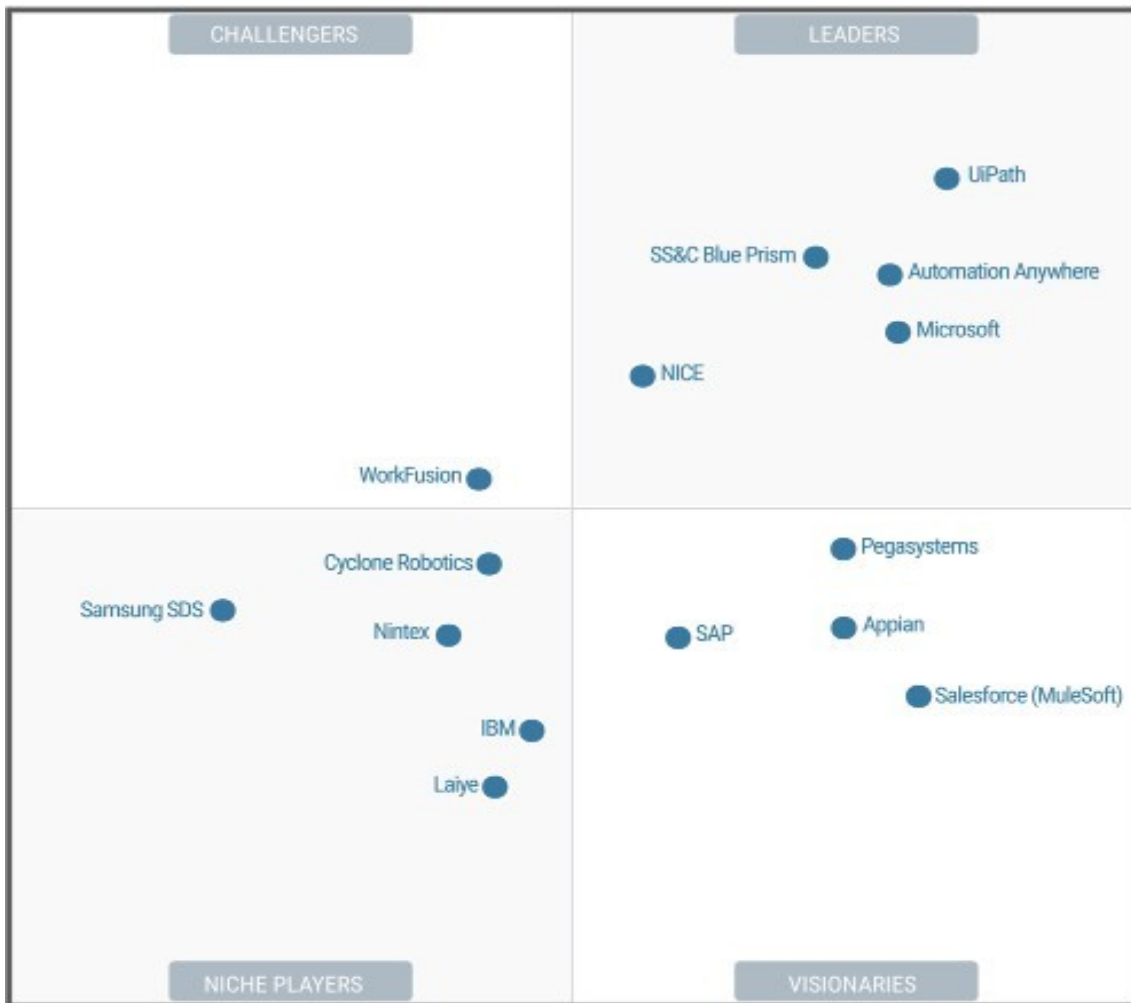 CHALLENGERS
LEADERS
UiPath
SS&C Blue Prism
Automation Anywhere
Microsoft
NICE
WorkFusion
Pegasystems
Cyclone Robotics
Samsung SDS
Nintex
SAP
Appian
Salesforce (MuleSoft)
IBM
Laiye
NICHE PLAYERS
VISIONARIES